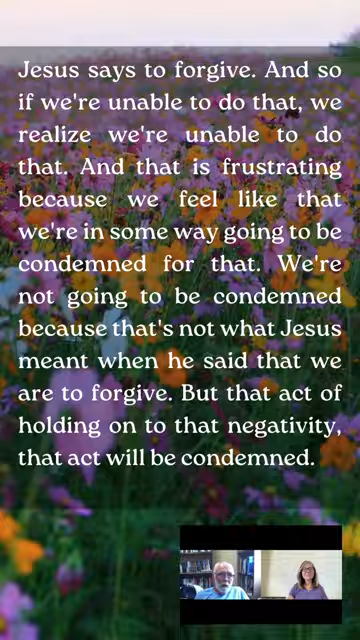 Jesus says to forgive. And so
if we're unable to do that, we
realize we're unable to do
that. And that is frustrating
because we feel like that
we're in some way going to be
condemned for that. We're
not going to be condemned
because that's not what Jesus
meant when he said that we
are to forgive. But that act of
holding on to that negativity,
that act will be condemned.